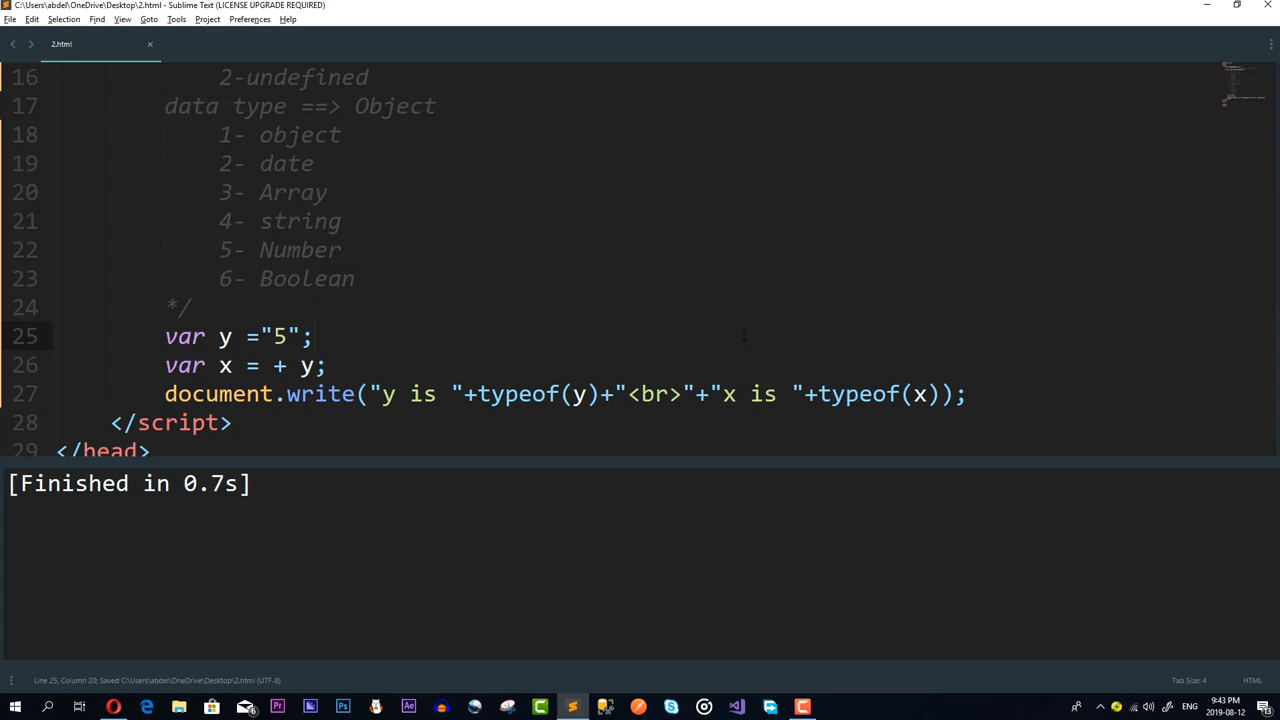 C:\Users\abdel\OneDrive\Desktop\2.html - Sublime Text (LICENSE UPGRADE REQUIRED)
File Edit Selection Find View Goto Tools Project Preferences Help
2.html
16 2-undefined
17 data type ==> Object
18 1- object
19 2- date
20 3- Array
21 4- string
22 5- Number
23 6- Boolean
24 */
25 var y ="5";
26 var x = + y;
27 document.write("y is "+typeof(y)+"<br>"+"x is "+typeof(x));
28 </script>
29 </head>
[Finished in 0.7s]
Line 25, Column 20; Saved C:\Users\abdel\OneDrive\Desktop\2.html (UTF-8)
Tab Size: 4
HTML
6
Pr
Ps
Ae
C
S
C
ENG
9:43 PM
2019-08-12